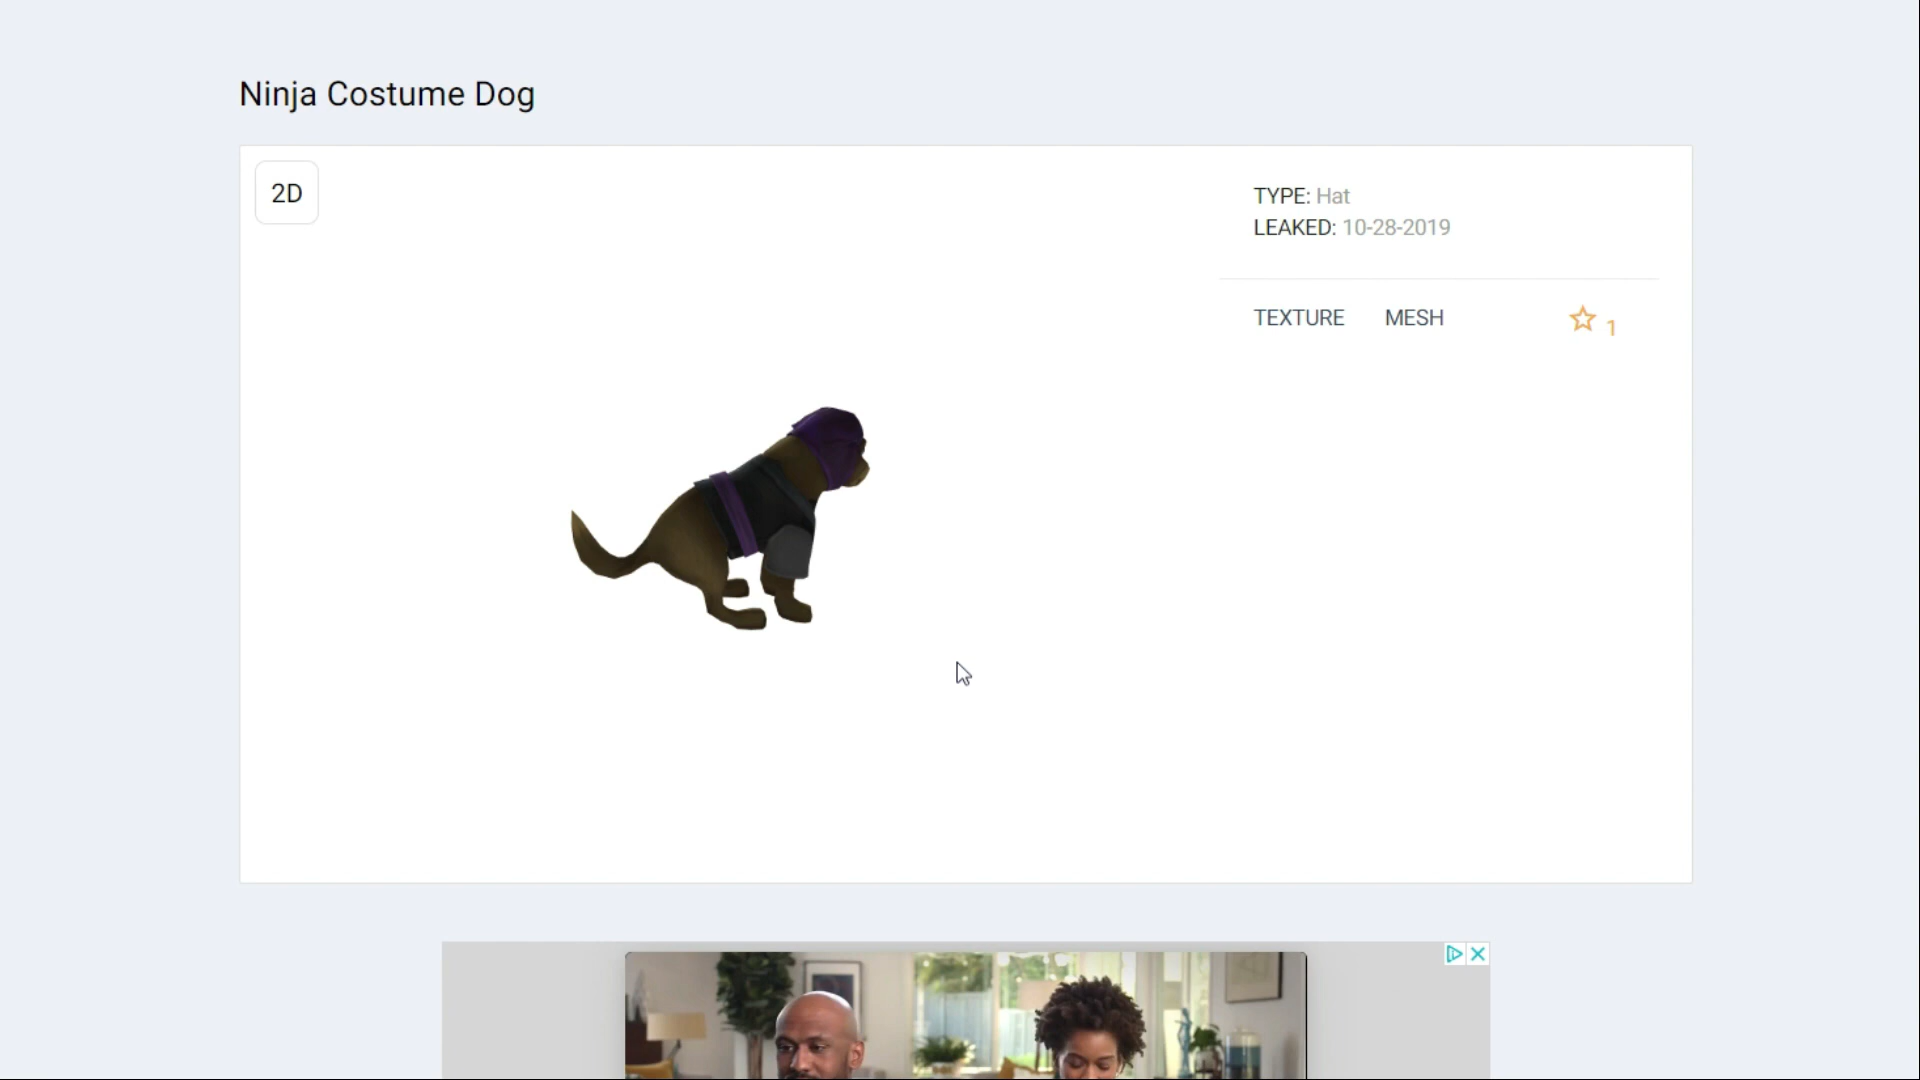 Ninja Costume Dog
2D
TYPE: Hat
LEAKED: 10-28-2019
TEXTURE MESH 1